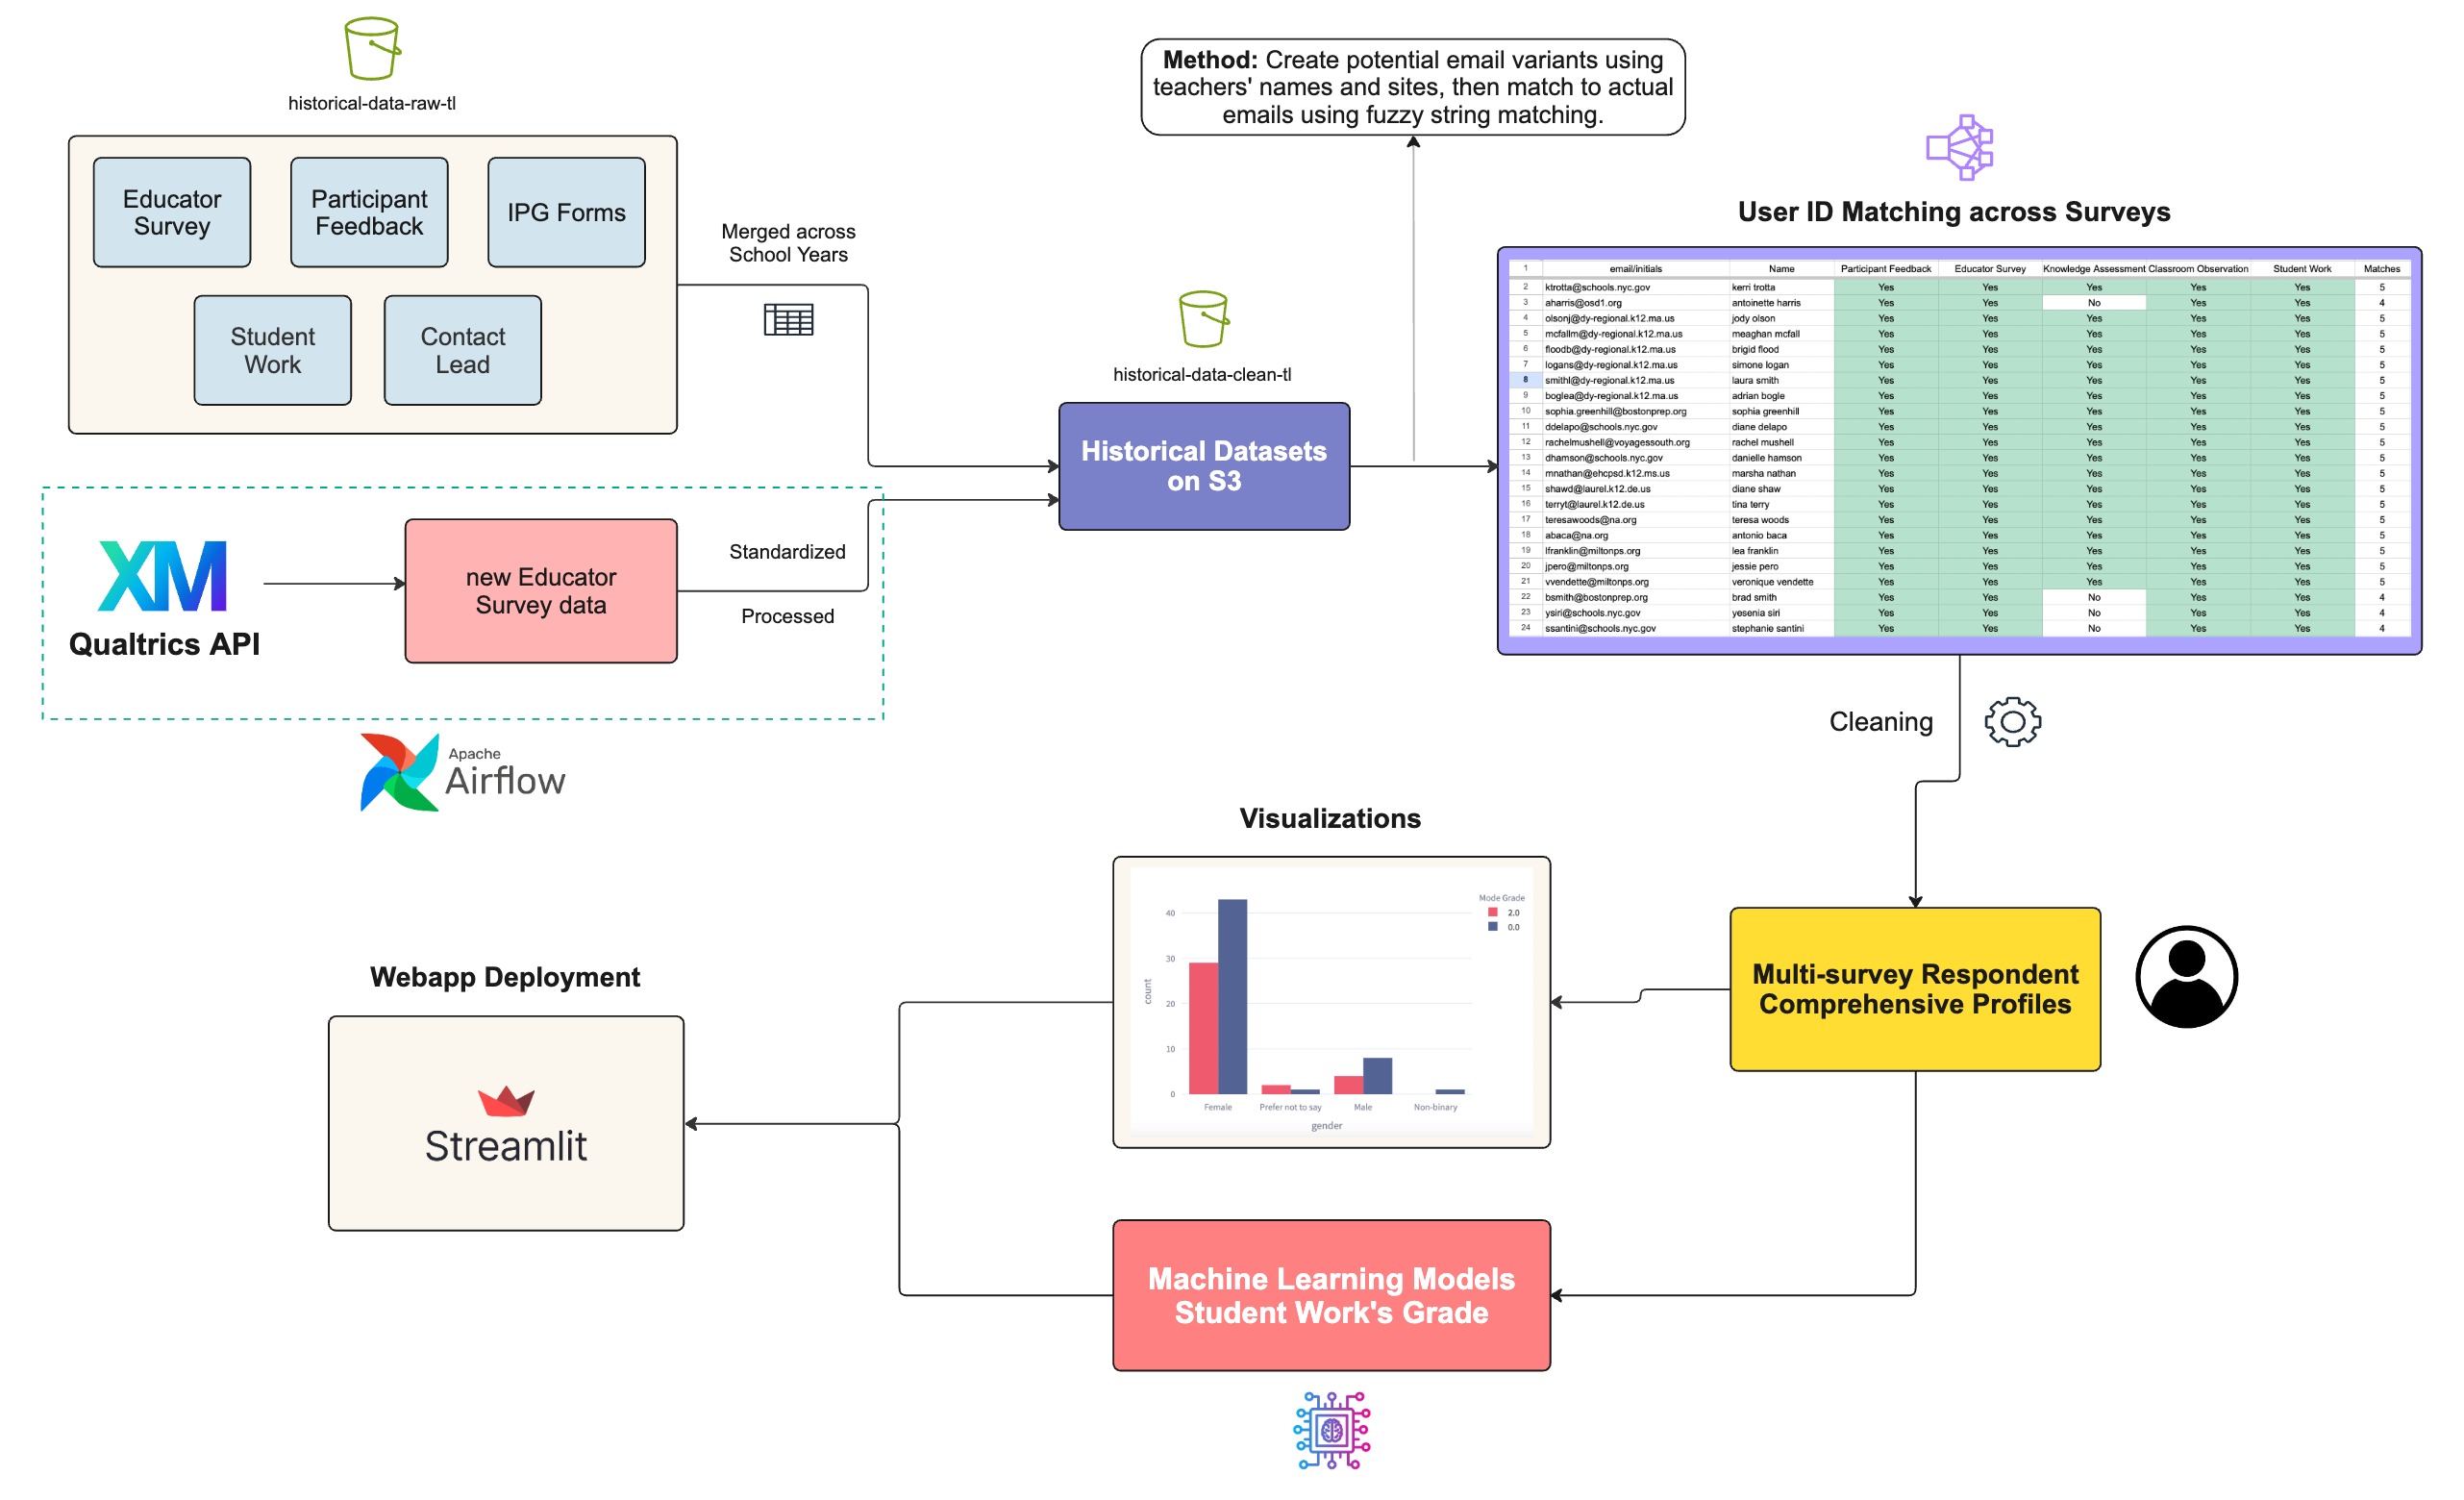 historical-data-raw-tl
Educator
Survey
Participant
Feedback
IPG Forms
Student
Work
Contact
Lead
Merged across
School Years
XM
Qualtrics API
new Educator
Survey data
Standardized
Processed
Apache
Airflow
historical-data-clean-tl
Historical Datasets
on S3
Method: Create potential email variants using
teachers' names and sites, then match to actual
emails using fuzzy string matching.
User ID Matching across Surveys
1 email/initials Name Participant Feedback Educator Survey Knowledge Assessment Classroom Observation Student Work Matches
2 ktrotta@schools.nyc.gov kerri trotta Yes Yes Yes Yes Yes 5
3 aharris@osd1.org antoinette harris Yes Yes No Yes Yes 4
4 olsonj@dy-regional.k12.ma.us jody olson Yes Yes Yes Yes Yes 5
5 mcfallm@dy-regional.k12.ma.us meaghan mcfall Yes Yes Yes Yes Yes 5
6 floodb@dy-regional.k12.ma.us brigid flood Yes Yes Yes Yes Yes 5
7 logans@dy-regional.k12.ma.us simone logan Yes Yes Yes Yes Yes 5
8 smithl@dy-regional.k12.ma.us laura smith Yes Yes Yes Yes Yes 5
9 boglea@dy-regional.k12.ma.us adrian bogle Yes Yes Yes Yes Yes 5
10 sophia.greenhill@bostonprep.org sophia greenhill Yes Yes Yes Yes Yes 5
11 ddelapo@schools.nyc.gov diane delapo Yes Yes Yes Yes Yes 5
12 rachelmushell@voyagessouth.org rachel mushell Yes Yes Yes Yes Yes 5
13 dhamson@schools.nyc.gov danielle hamson Yes Yes Yes Yes Yes 5
14 mnathan@ehcpsd.k12.ms.us marsha nathan Yes Yes Yes Yes Yes 5
15 shawd@laurel.k12.de.us diane shaw Yes Yes Yes Yes Yes 5
16 terryt@laurel.k12.de.us tina terry Yes Yes Yes Yes Yes 5
17 teresawoods@na.org teresa woods Yes Yes Yes Yes Yes 5
18 abaca@na.org antonio baca Yes Yes Yes Yes Yes 5
19 lfranklin@miltonps.org lea franklin Yes Yes Yes Yes Yes 5
20 jpero@miltonps.org jessie pero Yes Yes Yes Yes Yes 5
21 vvendette@miltonps.org veronique vendette Yes Yes Yes Yes Yes 5
22 bsmith@bostonprep.org brad smith Yes Yes No Yes Yes 4
23 ysiri@schools.nyc.gov yesenia siri Yes Yes No Yes Yes 4
24 ssantini@schools.nyc.gov stephanie santini Yes Yes No Yes Yes 4
Cleaning
Multi-survey Respondent
Comprehensive Profiles
Visualizations
Mode Grade
2.0
0.0
40
30
20
10
0
count
Female Prefer not to say Male Non-binary
gender
Machine Learning Models
Student Work's Grade
Webapp Deployment
Streamlit